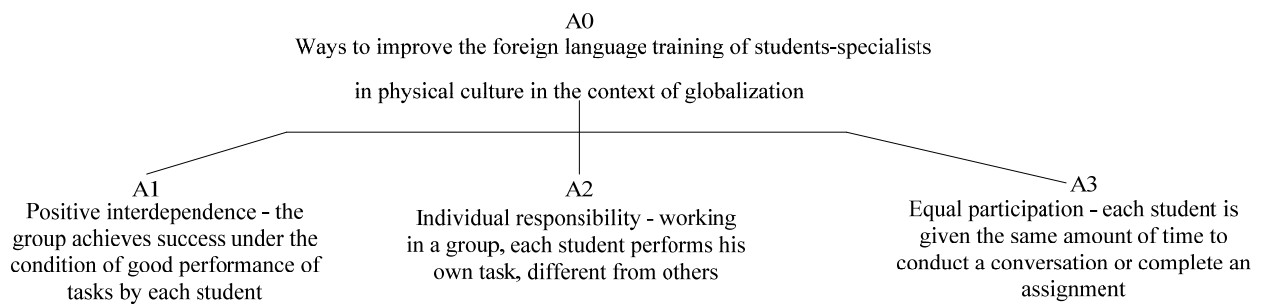 A0
Ways to improve the foreign language training of students-specialists
in physical culture in the context of globalization
A1
Positive interdependence - the
group achieves success under the
condition of good performance of
tasks by each student
A2
Individual responsibility - working
in a group, each student performs his
own task, different from others
A3
Equal participation - each student is
given the same amount of time to
conduct a conversation or complete an
assignment